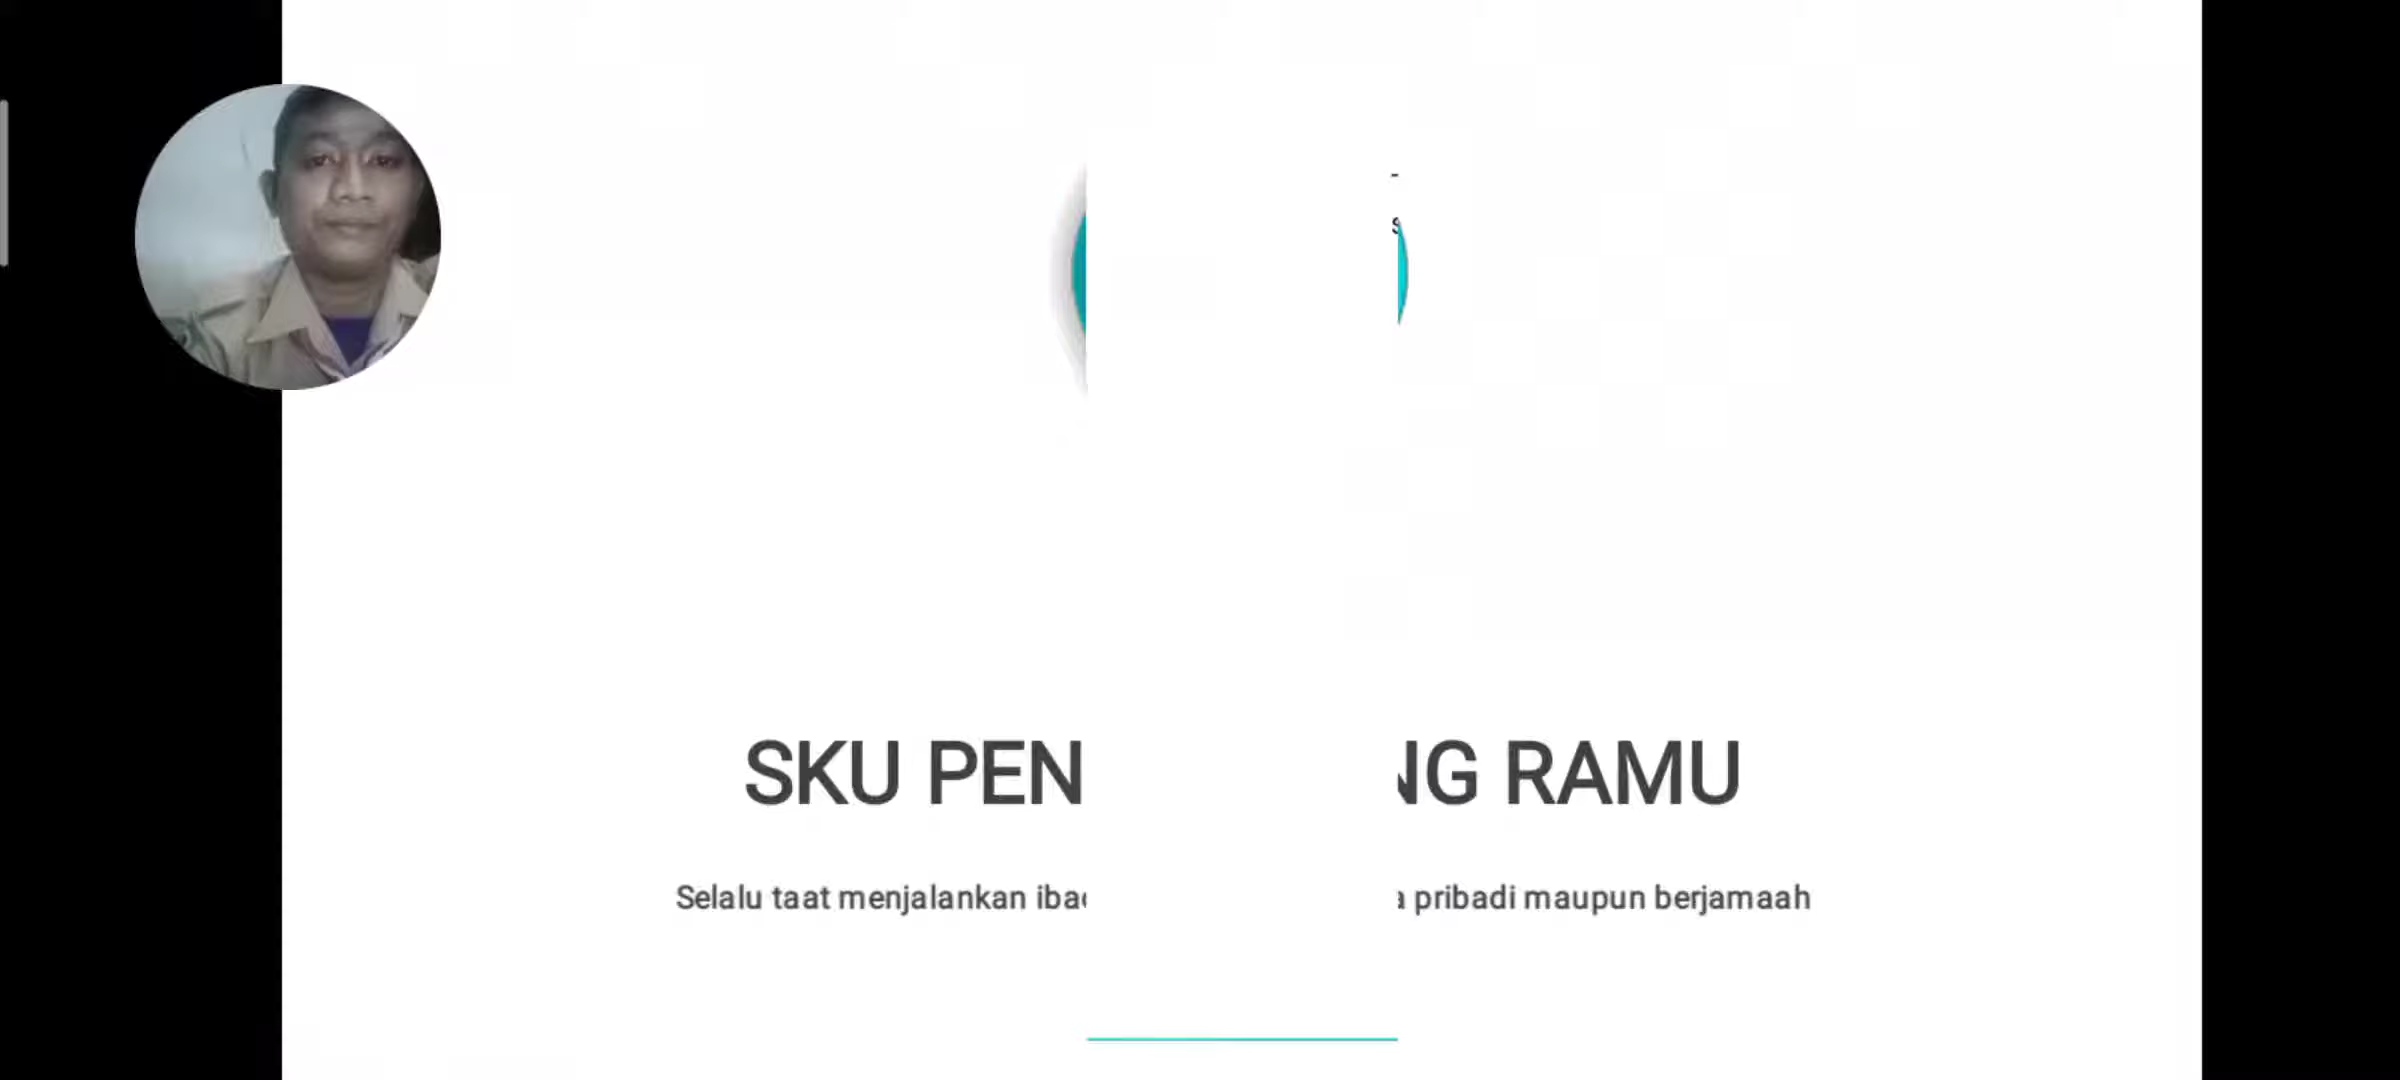 SKU PEN NG RAMU
Selalu taat menjalankan iba pribadi maupun berjamaah